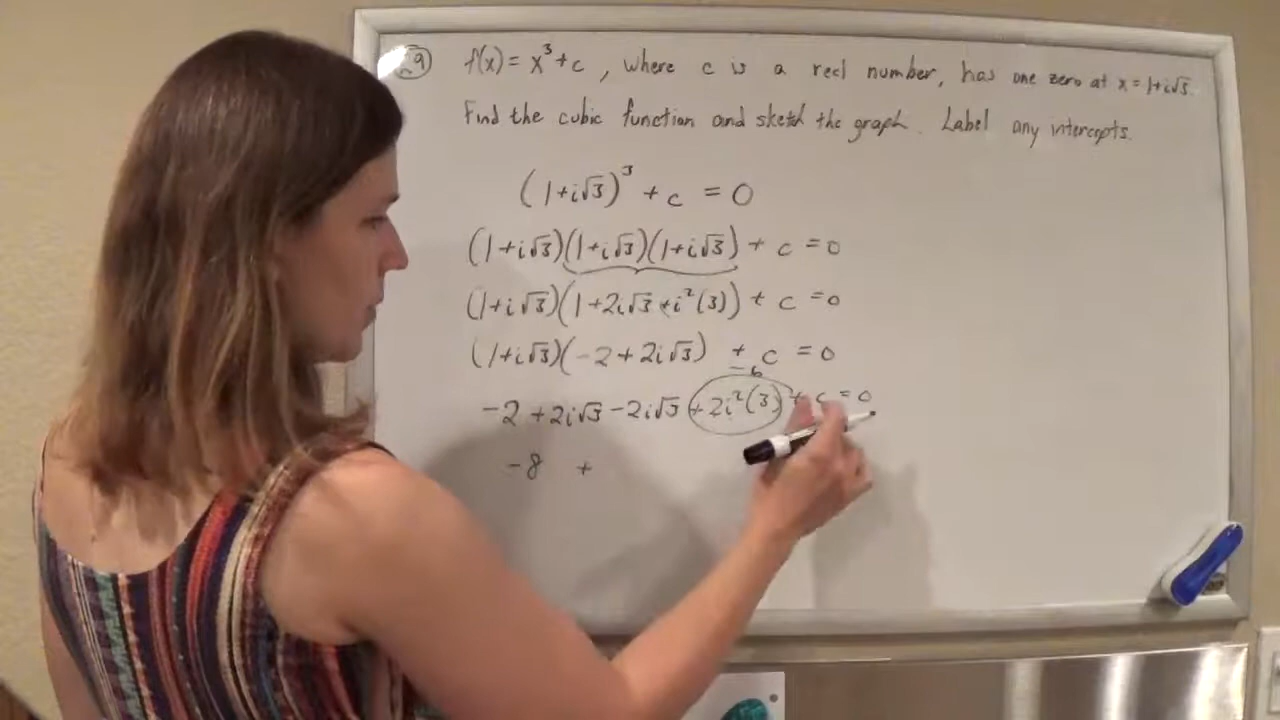 29 f(x) = x³ + c , where c is a real number, has one zero at x = 1+i√3.
Find the cubic function and sketch the graph. Label any intercepts.
(1+i√3)³ + c = 0
(1+i√3)(1+i√3)(1+i√3) + c = 0
(1+i√3)(1+2i√3+i²(3)) + c = 0
(1+i√3)(-2+2i√3) + c = 0
-6
-2 +2i√3 -2i√3 +2i²(3) + c = 0
-8 +